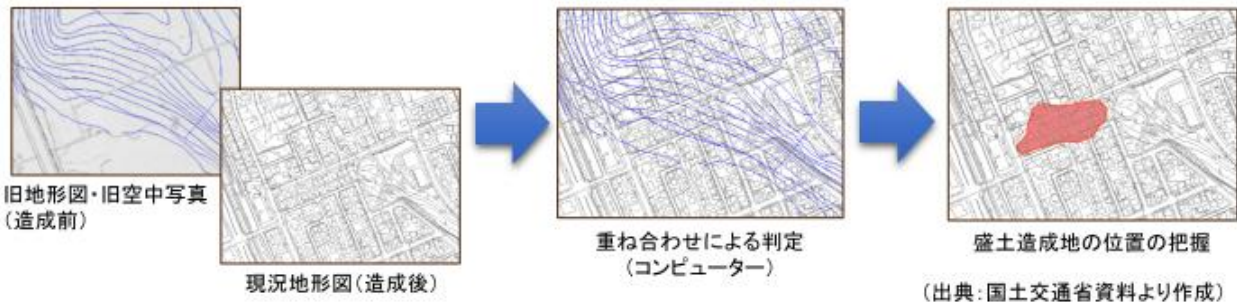 旧地形図・旧空中写真
(造成前)
現況地形図(造成後)
重ね合わせによる判定
(コンピューター)
盛土造成地の位置の把握
(出典:国土交通省資料より作成)